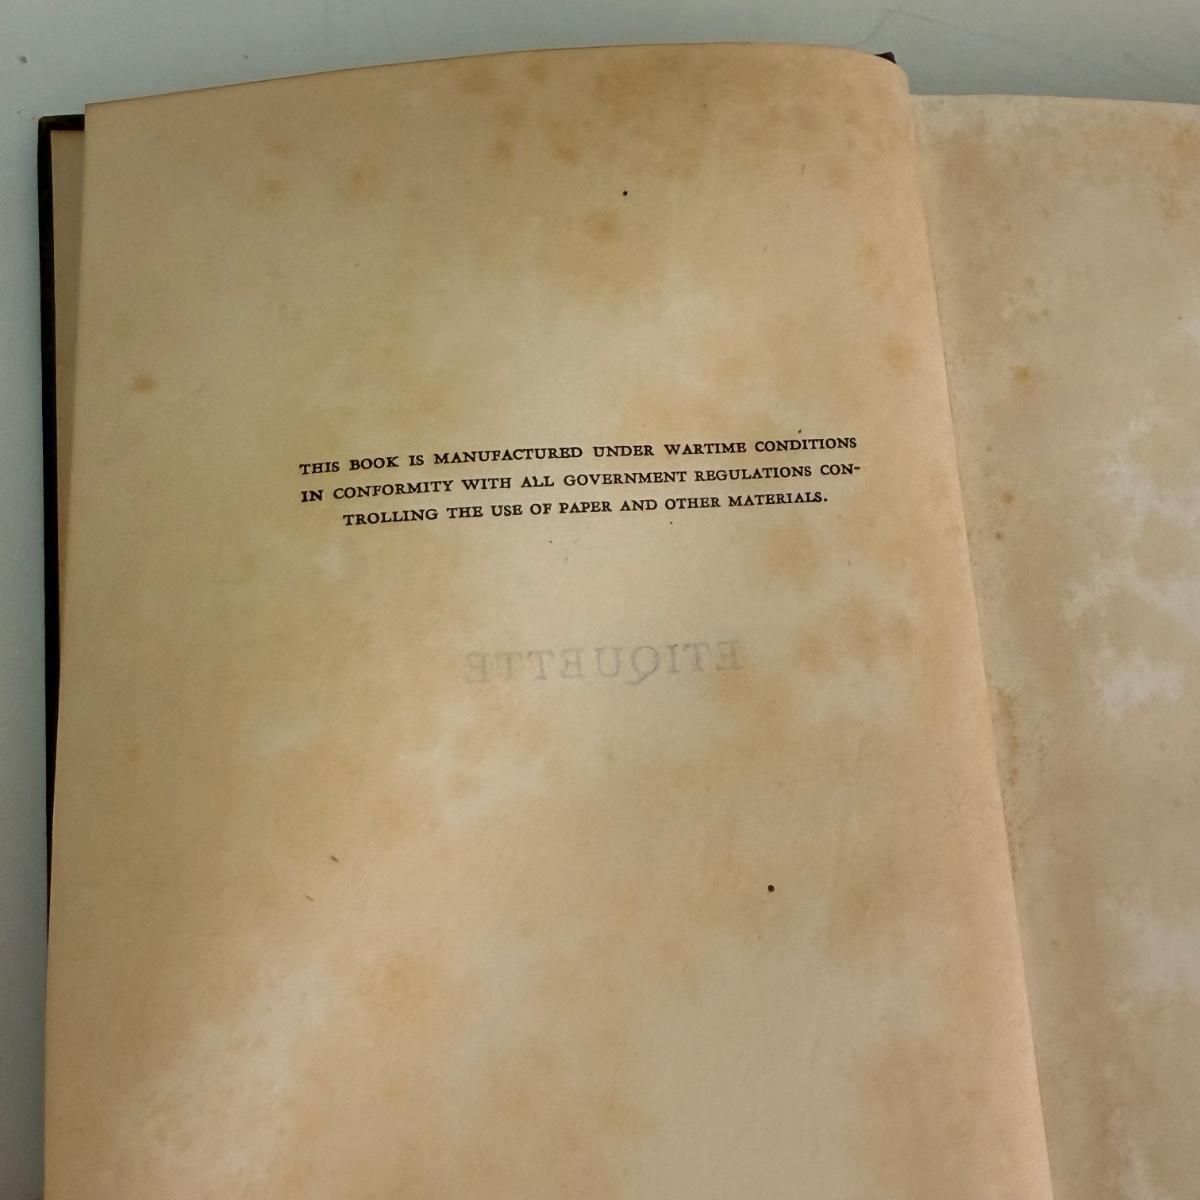 THIS BOOK IS MANUFACTURED UNDER WARTIME CONDITIONS
IN CONFORMITY WITH ALL GOVERNMENT REGULATIONS CON-
TROLLING THE USE OF PAPER AND OTHER MATERIALS.
ETIQUETTE